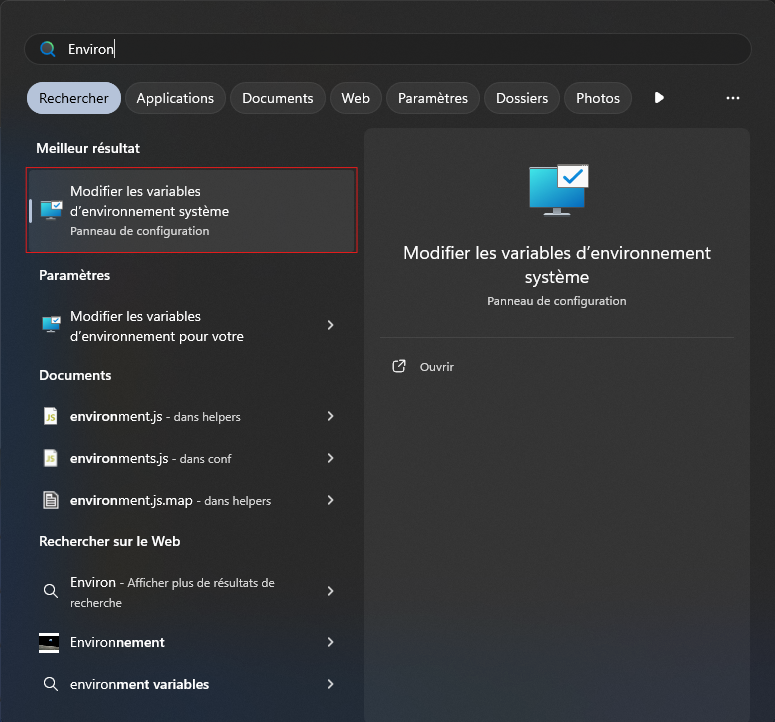 Environ
Rechercher Applications Documents Web Paramètres Dossiers Photos
Meilleur résultat
Modifier les variables
d’environnement système
Panneau de configuration
Paramètres
Modifier les variables
d’environnement pour votre
Documents
JS environment.js - dans helpers
JS environments.js - dans conf
environment.js.map - dans helpers
Rechercher sur le Web
Environ - Afficher plus de résultats de
recherche
Environnement
environment variables
Modifier les variables d’environnement
système
Panneau de configuration
Ouvrir